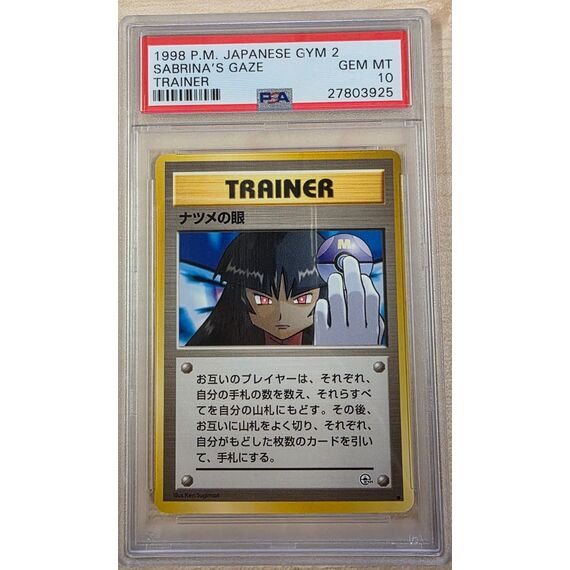 1998 P.M. JAPANESE GYM 2
SABRINA'S GAZE GEM MT
TRAINER 10
PSA 27803925
TRAINER
ナツメの眼
M
お互いのプレイヤーは、それぞれ、
自分の手札の数を数え、それらすべ
てを自分の山札にもどす。その後、
お互いに山札をよく切り、それぞれ、
自分がもどした枚数のカードを引い
て、手札にする。
Illus. Ken Sugimori